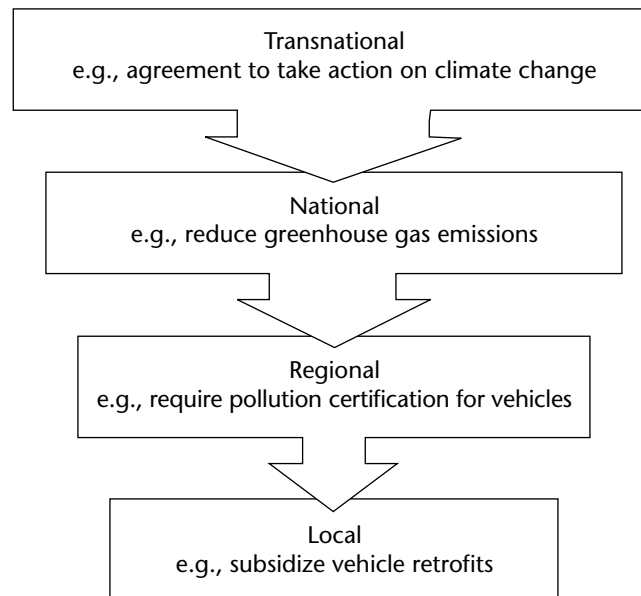 Transnational
e.g., agreement to take action on climate change
National
e.g., reduce greenhouse gas emissions
Regional
e.g., require pollution certification for vehicles
Local
e.g., subsidize vehicle retrofits